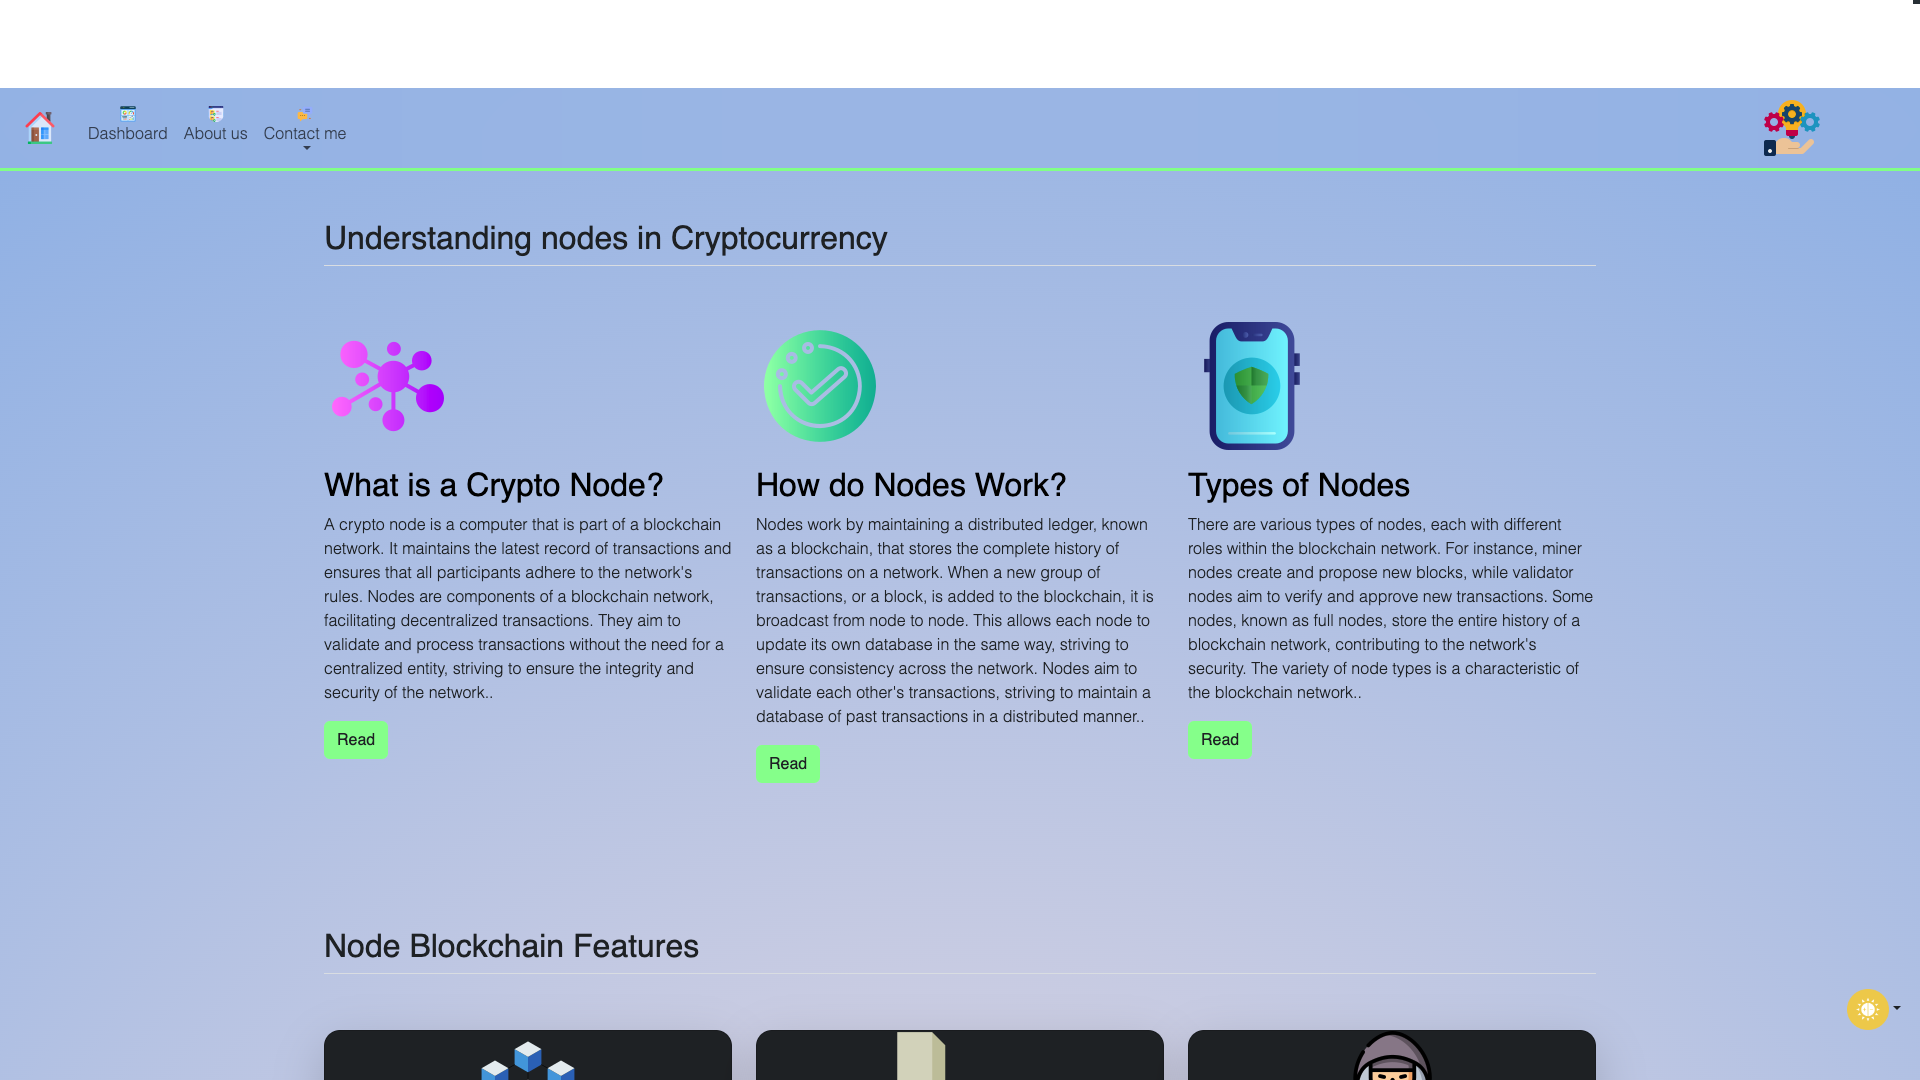 Dashboard
About us
Contact me
Understanding nodes in Cryptocurrency
What is a Crypto Node?
A crypto node is a computer that is part of a blockchain
network. It maintains the latest record of transactions and
ensures that all participants adhere to the network's
rules. Nodes are components of a blockchain network,
facilitating decentralized transactions. They aim to
validate and process transactions without the need for a
centralized entity, striving to ensure the integrity and
security of the network..
Read
How do Nodes Work?
Nodes work by maintaining a distributed ledger, known
as a blockchain, that stores the complete history of
transactions on a network. When a new group of
transactions, or a block, is added to the blockchain, it is
broadcast from node to node. This allows each node to
update its own database in the same way, striving to
ensure consistency across the network. Nodes aim to
validate each other's transactions, striving to maintain a
database of past transactions in a distributed manner..
Read
Types of Nodes
There are various types of nodes, each with different
roles within the blockchain network. For instance, miner
nodes create and propose new blocks, while validator
nodes aim to verify and approve new transactions. Some
nodes, known as full nodes, store the entire history of a
blockchain network, contributing to the network's
security. The variety of node types is a characteristic of
the blockchain network..
Read
Node Blockchain Features